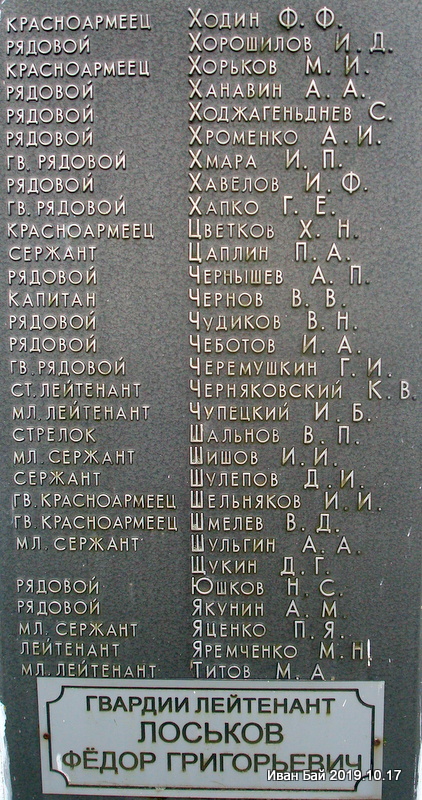 КРАСНОАРМЕЕЦ ХОДИН Ф. Ф.
РЯДОВОЙ ХОРОШИЛОВ И. Д.
КРАСНОАРМЕЕЦ ХОРЬКОВ М. И.
РЯДОВОЙ ХАНАВИН А. А.
РЯДОВОЙ ХОДЖАГЕНЬДНЕВ С.
РЯДОВОЙ ХРОМЕНКО А. И.
ГВ. РЯДОВОЙ ХМАРА И. П.
РЯДОВОЙ ХАВЕЛОВ И. Ф.
ГВ. РЯДОВОЙ ХАПКО Г. Е.
КРАСНОАРМЕЕЦ ЦВЕТКОВ Х. Н.
СЕРЖАНТ ЦАПЛИН П. А.
РЯДОВОЙ ЧЕРНЫШЕВ А. П.
КАПИТАН ЧЕРНОВ В. В.
РЯДОВОЙ ЧУДИКОВ В. Н.
РЯДОВОЙ ЧЕБОТОВ И. А.
ГВ. РЯДОВОЙ ЧЕРЕМУШКИН Г. И.
СТ. ЛЕЙТЕНАНТ ЧЕРНЯКОВСКИЙ К. В.
МЛ. ЛЕЙТЕНАНТ ЧУПЕЦКИЙ И. Б.
СТРЕЛОК ШАЛЬНОВ В. П.
МЛ. СЕРЖАНТ ШИШОВ И. И.
СЕРЖАНТ ШУЛЕПОВ Д. И.
ГВ. КРАСНОАРМЕЕЦ ШЕЛЬНЯКОВ И. И.
ГВ. КРАСНОАРМЕЕЦ ШМЕЛЕВ В. Д.
МЛ. СЕРЖАНТ ШУЛЬГИН А. А.
ЩУКИН Д. Г.
РЯДОВОЙ ЮШКОВ Н. С.
РЯДОВОЙ ЯКУНИН А. М
МЛ. СЕРЖАНТ ЯЦЕНКО П. Я.
ЛЕЙТЕНАНТ ЯРЕМЧЕНКО М. Н
МЛ. ЛЕЙТЕНАНТ ТИТОВ М. А.
ГВАРДИИ ЛЕЙТЕНАНТ
ЛОСЬКОВ
ФЁДОР ГРИГОРЬЕВИЧ
Иван Бай 2019.10.17